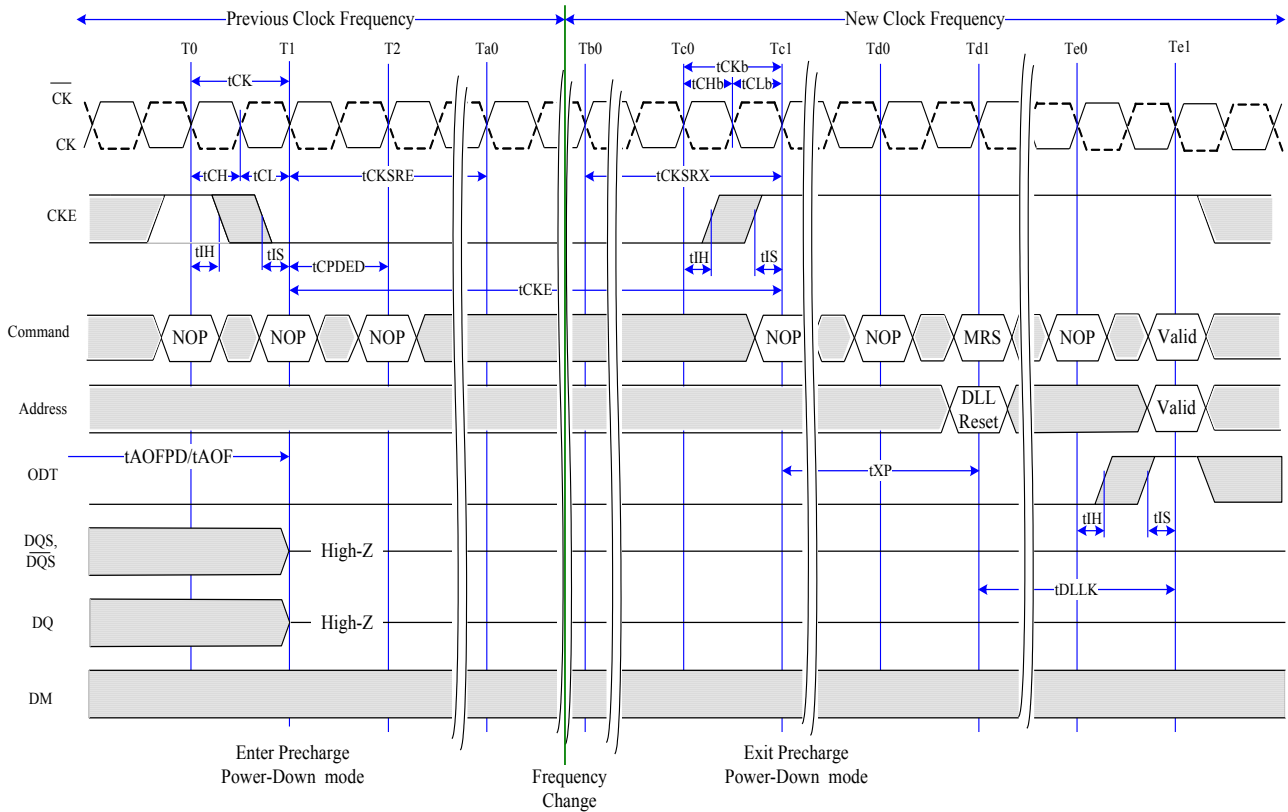 Previous Clock Frequency New Clock Frequency
T0 T1 T2 Ta0 Tb0 Tc0 Tc1 Td0 Td1 Te0 Te1
tCK tCKb
tCHb tCLb
CK
CK
tCH tCL tCKSRE tCKSRX
CKE
tIH tIS tCPDED tIH tIS
tCKE
Command NOP NOP NOP NOP NOP MRS NOP Valid
Address DLL Reset Valid
tAOFPD/tAOF
ODT tXP
tIH tIS
DQS, DQS High-Z
tDLLK
DQ High-Z
DM
Enter Precharge Power-Down mode
Frequency Change
Exit Precharge Power-Down mode